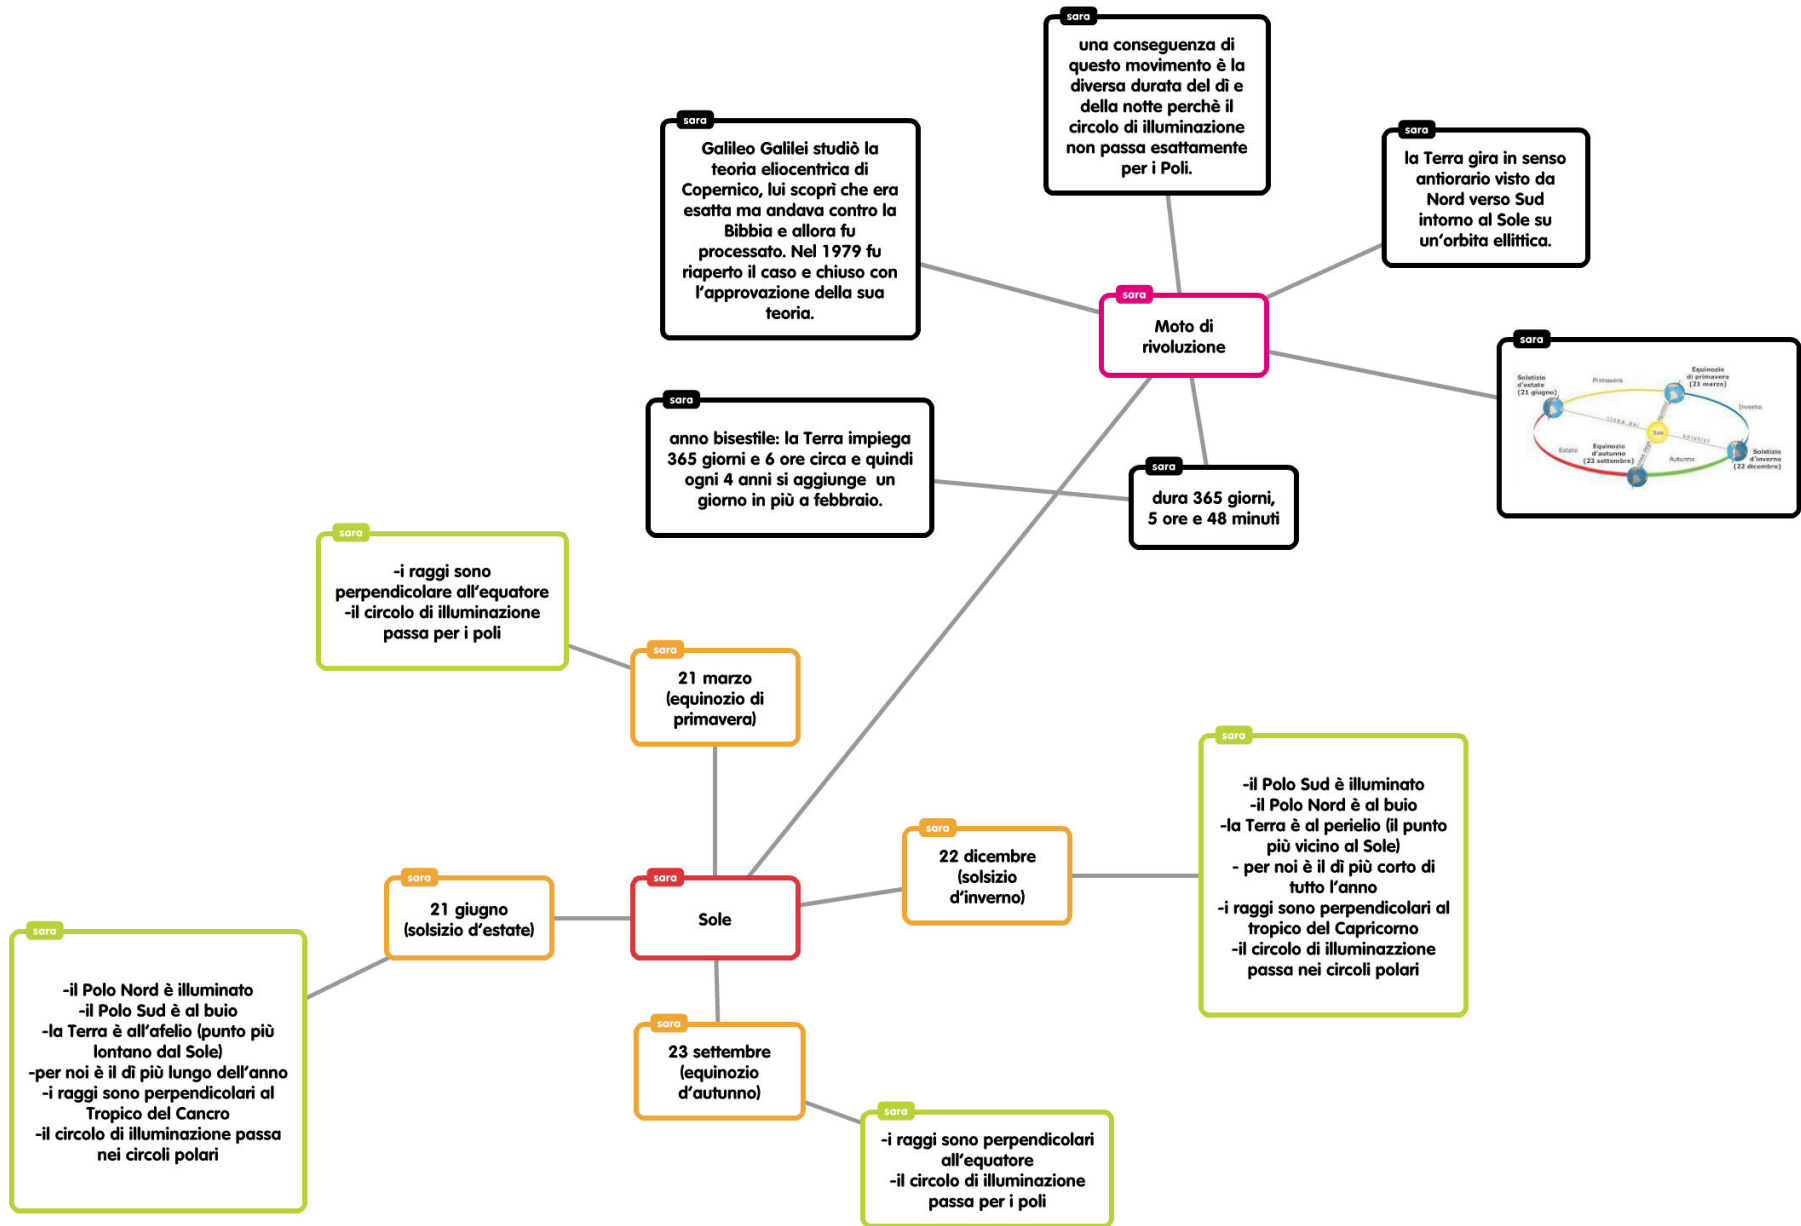 sara
una conseguenza di
questo movimento è la
diversa durata del dì e
della notte perchè il
circolo di illuminazione
non passa esattamente
per i Poli.
sara
Galileo Galilei studiò la
teoria eliocentrica di
Copernico, lui scoprì che era
esatta ma andava contro la
Bibbia e allora fu
processato. Nel 1979 fu
riaperto il caso e chiuso con
l'approvazione della sua
teoria.
sara
la Terra gira in senso
antiorario visto da
Nord verso Sud
intorno al Sole su
un'orbita ellittica.
sara
Moto di
rivoluzione
sara
Solstizio
d'estate
(21 giugno)
Primavera
Equinozio
di primavera
(21 marzo)
Inverno
linea dei
solstizi
linea degli
equinozi
Sole
Estate
Equinozio
d'autunno
(23 settembre)
Autunno
Solstizio
d'inverno
(22 dicembre)
sara
anno bisestile: la Terra impiega
365 giorni e 6 ore circa e quindi
ogni 4 anni si aggiunge  un
giorno in più a febbraio.
sara
dura 365 giorni,
5 ore e 48 minuti
sara
-i raggi sono
perpendicolare all'equatore
-il circolo di illuminazione
passa per i poli
sara
21 marzo
(equinozio di
primavera)
sara
-il Polo Sud è illuminato
-il Polo Nord è al buio
-la Terra è al perielio (il punto
più vicino al Sole)
- per noi è il dì più corto di
tutto l'anno
-i raggi sono perpendicolari al
tropico del Capricorno
-il circolo di illuminazzione
passa nei circoli polari
sara
22 dicembre
(solsizio
d'inverno)
sara
21 giugno
(solsizio d'estate)
sara
Sole
sara
-il Polo Nord è illuminato
-il Polo Sud è al buio
-la Terra è all'afelio (punto più
lontano dal Sole)
-per noi è il dì più lungo dell'anno
-i raggi sono perpendicolari al
Tropico del Cancro
-il circolo di illuminazione passa
nei circoli polari
sara
23 settembre
(equinozio
d'autunno)
sara
-i raggi sono perpendicolari
all'equatore
-il circolo di illuminazione
passa per i poli